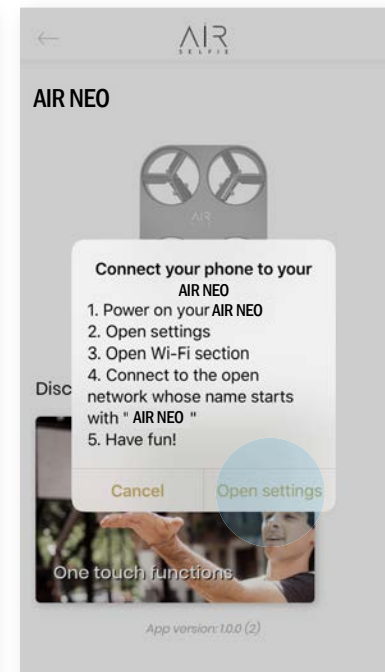 ←
AIR
SELFIE
AIR NEO
AIR
Connect your phone to your
AIR NEO
1. Power on your AIR NEO
2. Open settings
3. Open Wi-Fi section
4. Connect to the open
network whose name starts
with " AIR NEO "
5. Have fun!
Disc
Cancel
Open settings
One touch functions
App version: 1.0.0 (2)